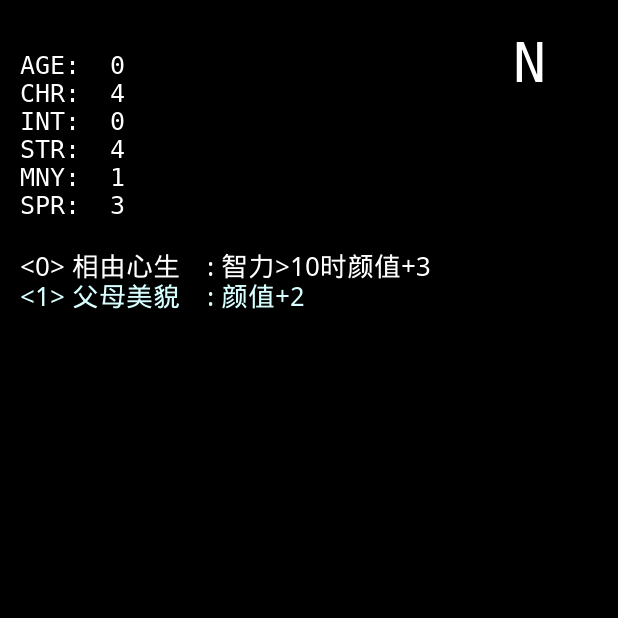 N
AGE: 0
CHR: 4
INT: 0
STR: 4
MNY: 1
SPR: 3
<0> 相由心生 : 智力>10时颜值+3
<1> 父母美貌 : 颜值+2